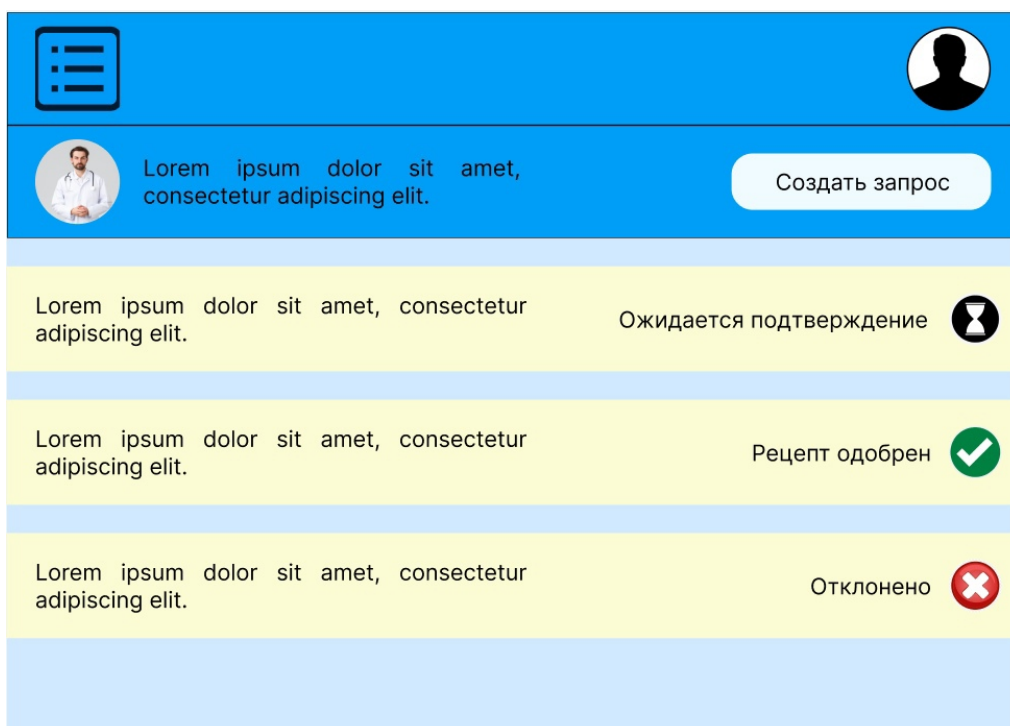 Lorem ipsum dolor sit amet,
consectetur adipiscing elit.
Создать запрос
Lorem ipsum dolor sit amet, consectetur
adipiscing elit.
Ожидается подтверждение
Lorem ipsum dolor sit amet, consectetur
adipiscing elit.
Рецепт одобрен
Lorem ipsum dolor sit amet, consectetur
adipiscing elit.
Отклонено